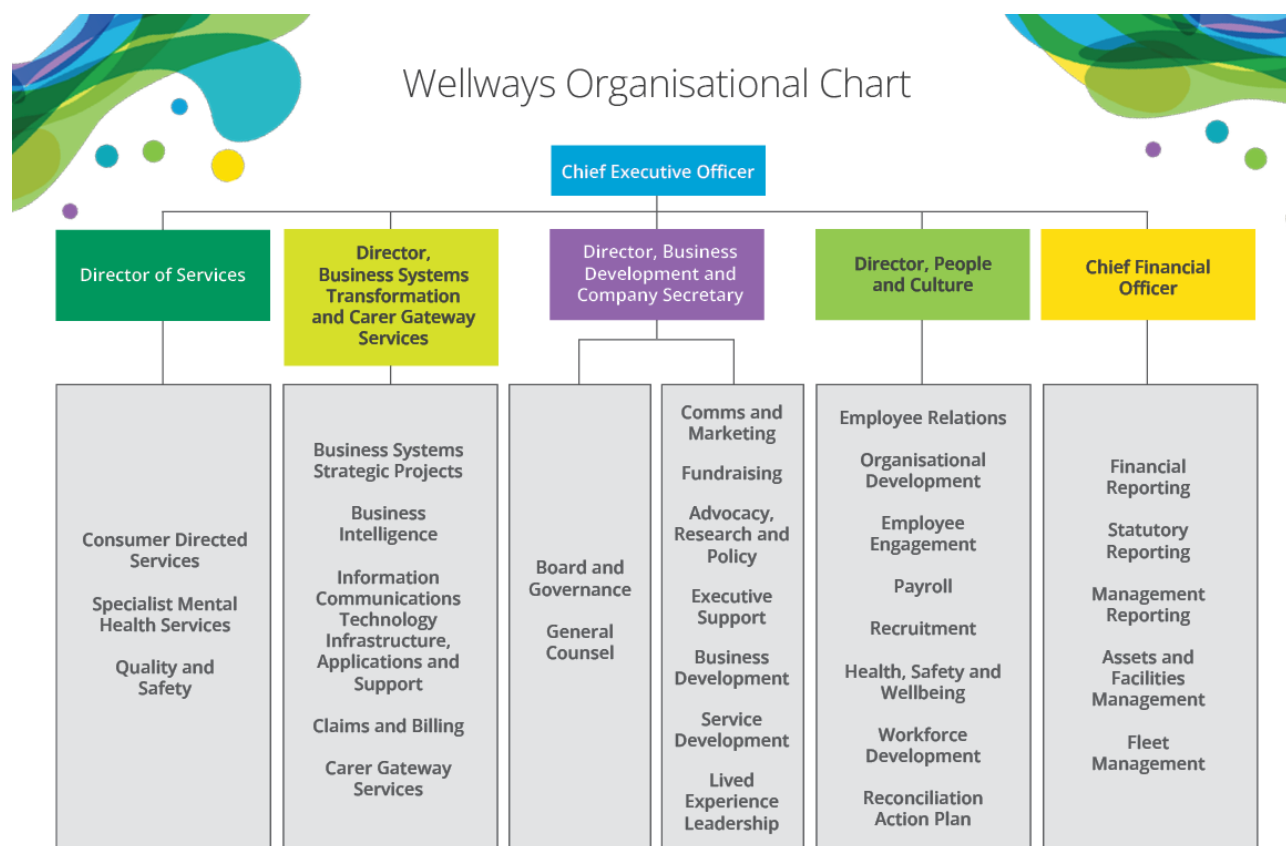 Wellways Organisational Chart
Chief Executive Officer
Director of Services
Director,
Business Systems
Transformation
and Carer Gateway
Services
Director, Business
Development and
Company Secretary
Director, People
and Culture
Chief Financial
Officer
Consumer Directed
Services
Specialist Mental
Health Services
Quality and
Safety
Business Systems
Strategic Projects
Business
Intelligence
Information
Communications
Technology
Infrastructure,
Applications and
Support
Claims and Billing
Carer Gateway
Services
Board and
Governance
General
Counsel
Comms and
Marketing
Fundraising
Advocacy,
Research and
Policy
Executive
Support
Business
Development
Service
Development
Lived
Experience
Leadership
Employee Relations
Organisational
Development
Employee
Engagement
Payroll
Recruitment
Health, Safety and
Wellbeing
Workforce
Development
Reconciliation
Action Plan
Financial
Reporting
Statutory
Reporting
Management
Reporting
Assets and
Facilities
Management
Fleet
Management